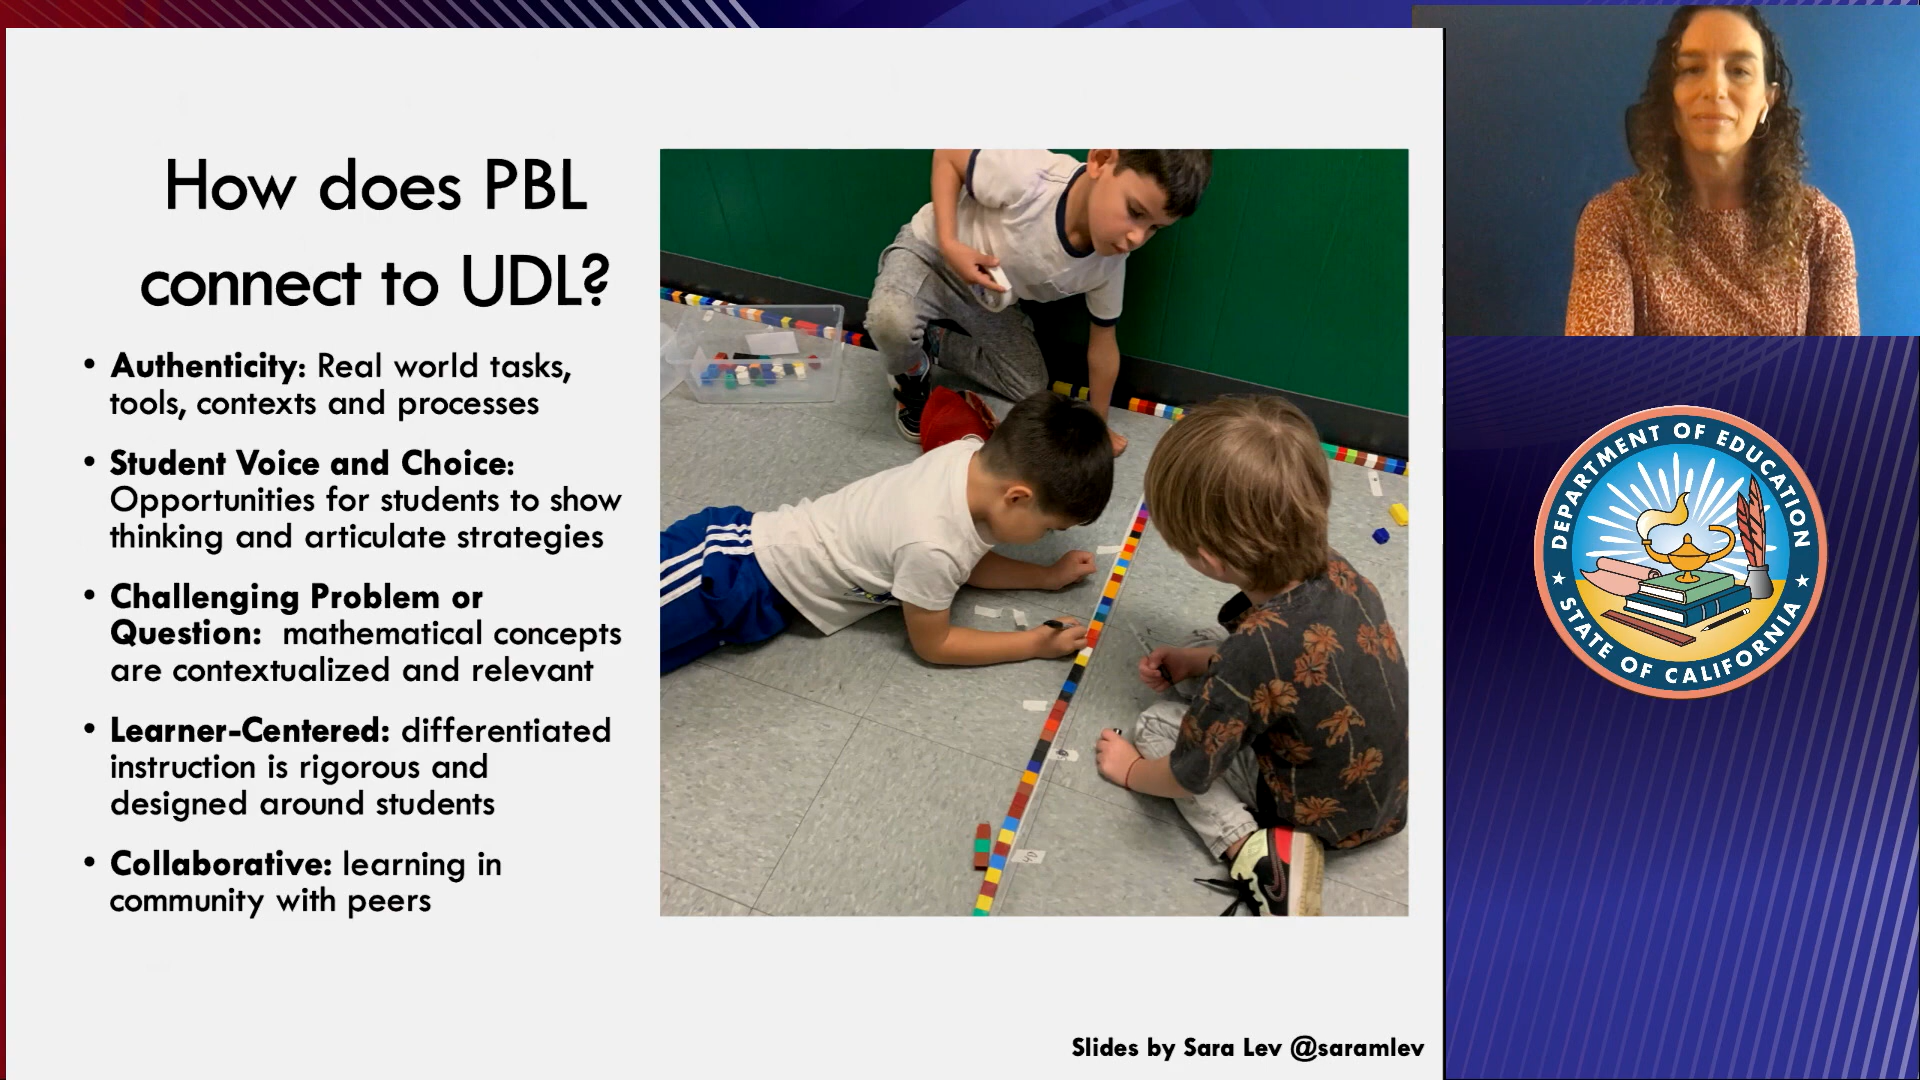 How does PBL
connect to UDL?
• Authenticity: Real world tasks,
tools, contexts and processes
• Student Voice and Choice:
Opportunities for students to show
thinking and articulate strategies
• Challenging Problem or
Question: mathematical concepts
are contextualized and relevant
• Learner-Centered: differentiated
instruction is rigorous and
designed around students
• Collaborative: learning in
community with peers
Slides by Sara Lev @saramlev
DEPARTMENT OF EDUCATION
STATE OF CALIFORNIA